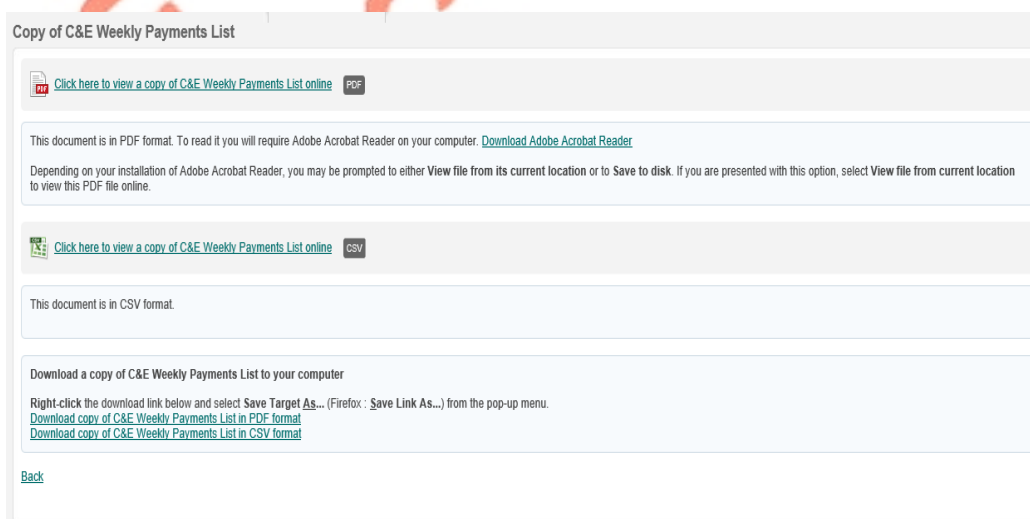 Copy of C&E Weekly Payments List
Click here to view a copy of C&E Weekly Payments List online PDF
This document is in PDF format. To read it you will require Adobe Acrobat Reader on your computer. Download Adobe Acrobat Reader
Depending on your installation of Adobe Acrobat Reader, you may be prompted to either View file from its current location or to Save to disk. If you are presented with this option, select View file from current location
to view this PDF file online.
Click here to view a copy of C&E Weekly Payments List online CSV
This document is in CSV format.
Download a copy of C&E Weekly Payments List to your computer
Right-click the download link below and select Save Target As... (Firefox : Save Link As...) from the pop-up menu.
Download copy of C&E Weekly Payments List in PDF format
Download copy of C&E Weekly Payments List in CSV format
Back